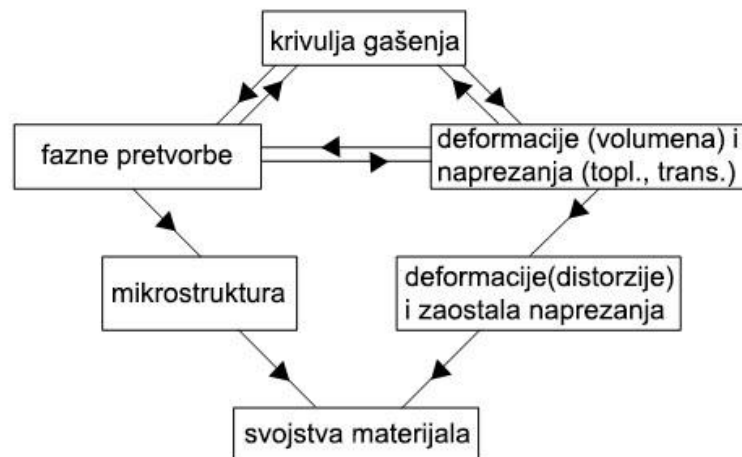 krivulja gašenja
fazne pretvorbe
deformacije (volumena) i
naprezanja (topl., trans.)
mikrostruktura
deformacije(distorzije)
i zaostala naprezanja
svojstva materijala